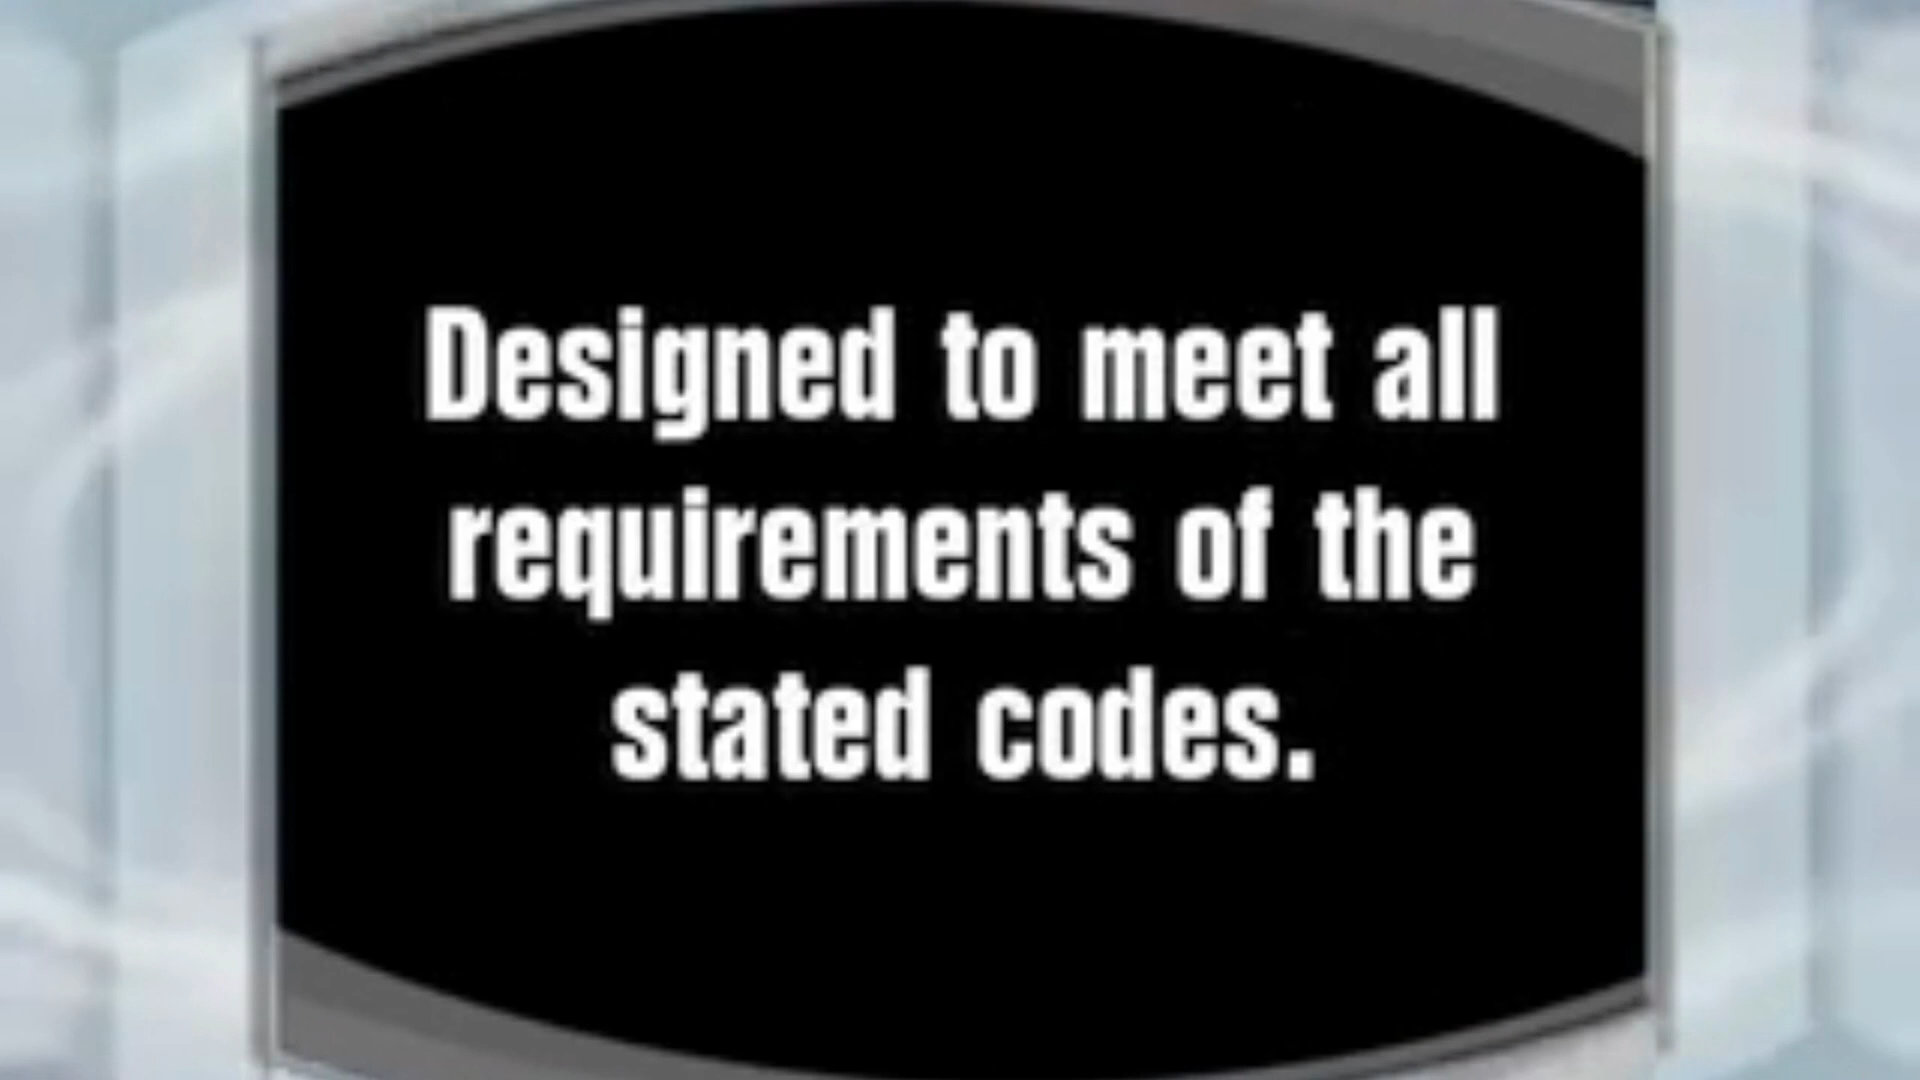 Designed to meet all
requirements of the
stated codes.